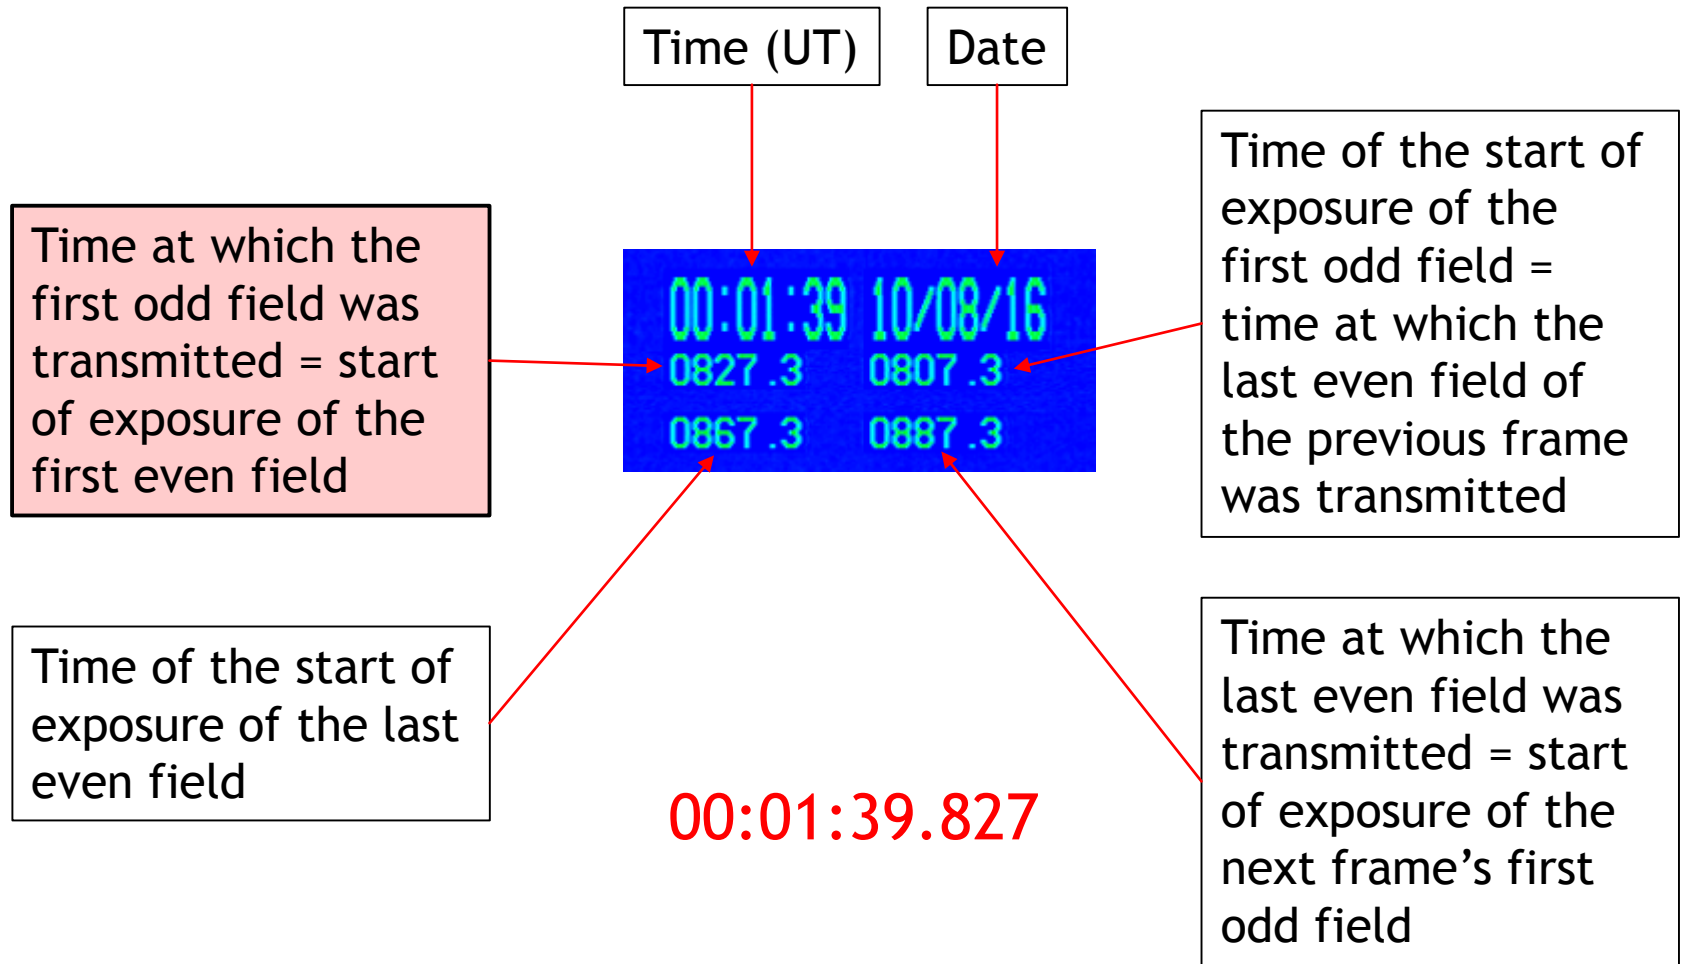 Time (UT)
Date
Time at which the
first odd field was
transmitted = start
of exposure of the
first even field
00:01:39 10/08/16
0827.3 0807.3
0867.3 0887.3
Time of the start of
exposure of the
first odd field =
time at which the
last even field of
the previous frame
was transmitted
Time of the start of
exposure of the last
even field
00:01:39.827
Time at which the
last even field was
transmitted = start
of exposure of the
next frame’s first
odd field